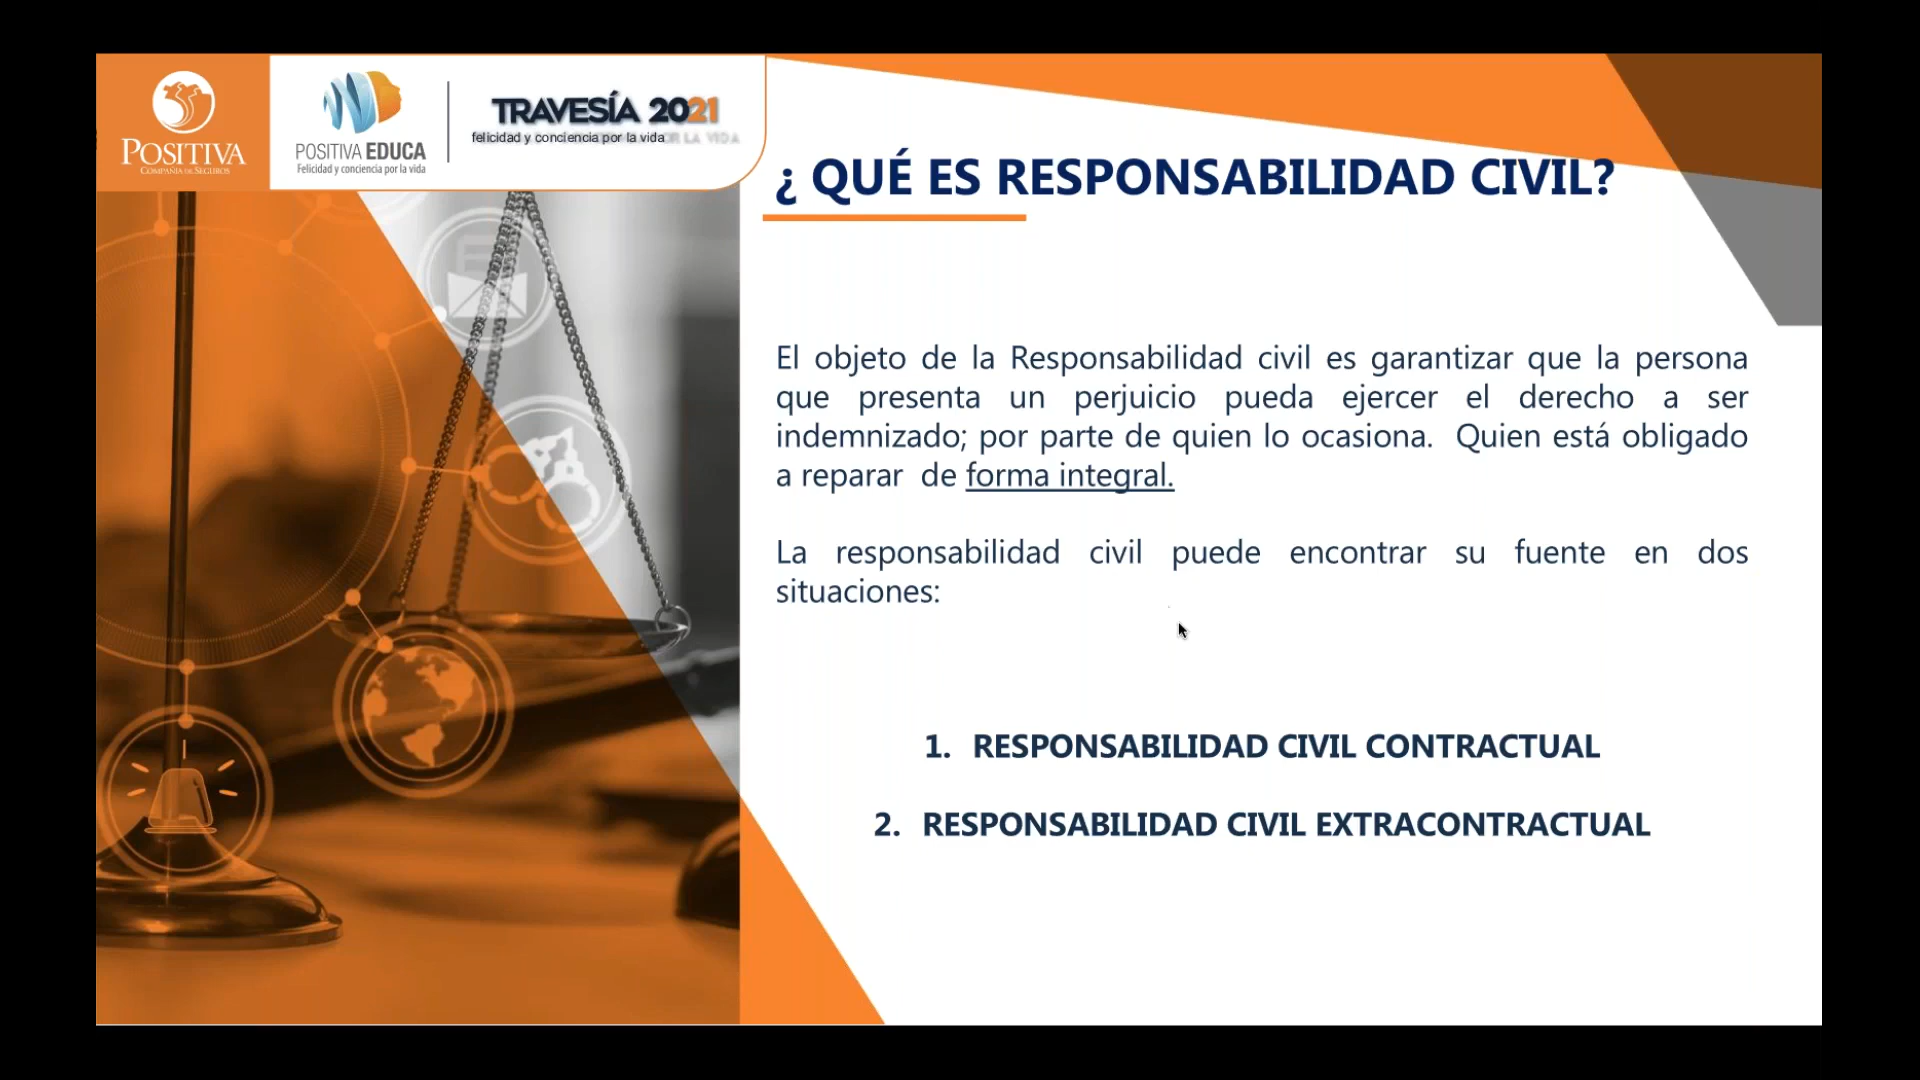 POSITIVA
COMPAÑÍA DE SEGUROS
POSITIVA EDUCA
Felicidad y conciencia por la vida
TRAVESÍA 2021
felicidad y conciencia por la vida
¿ QUÉ ES RESPONSABILIDAD CIVIL?
El objeto de la Responsabilidad civil es garantizar que la persona
que presenta un perjuicio pueda ejercer el derecho a ser
indemnizado; por parte de quien lo ocasiona. Quien está obligado
a reparar de forma integral.
La responsabilidad civil puede encontrar su fuente en dos
situaciones:
1. RESPONSABILIDAD CIVIL CONTRACTUAL
2. RESPONSABILIDAD CIVIL EXTRACONTRACTUAL